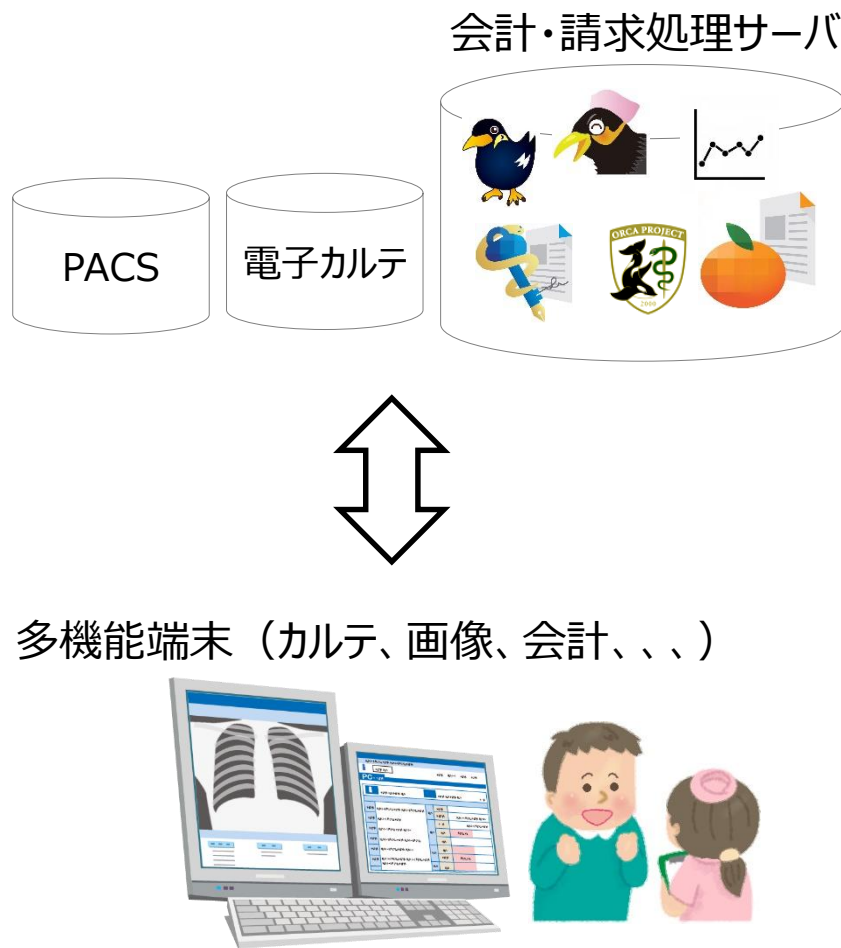 会計・請求処理サーバ
ORCA PROJECT
2000
PACS
電子カルテ
多機能端末（カルテ、画像、会計、、、）